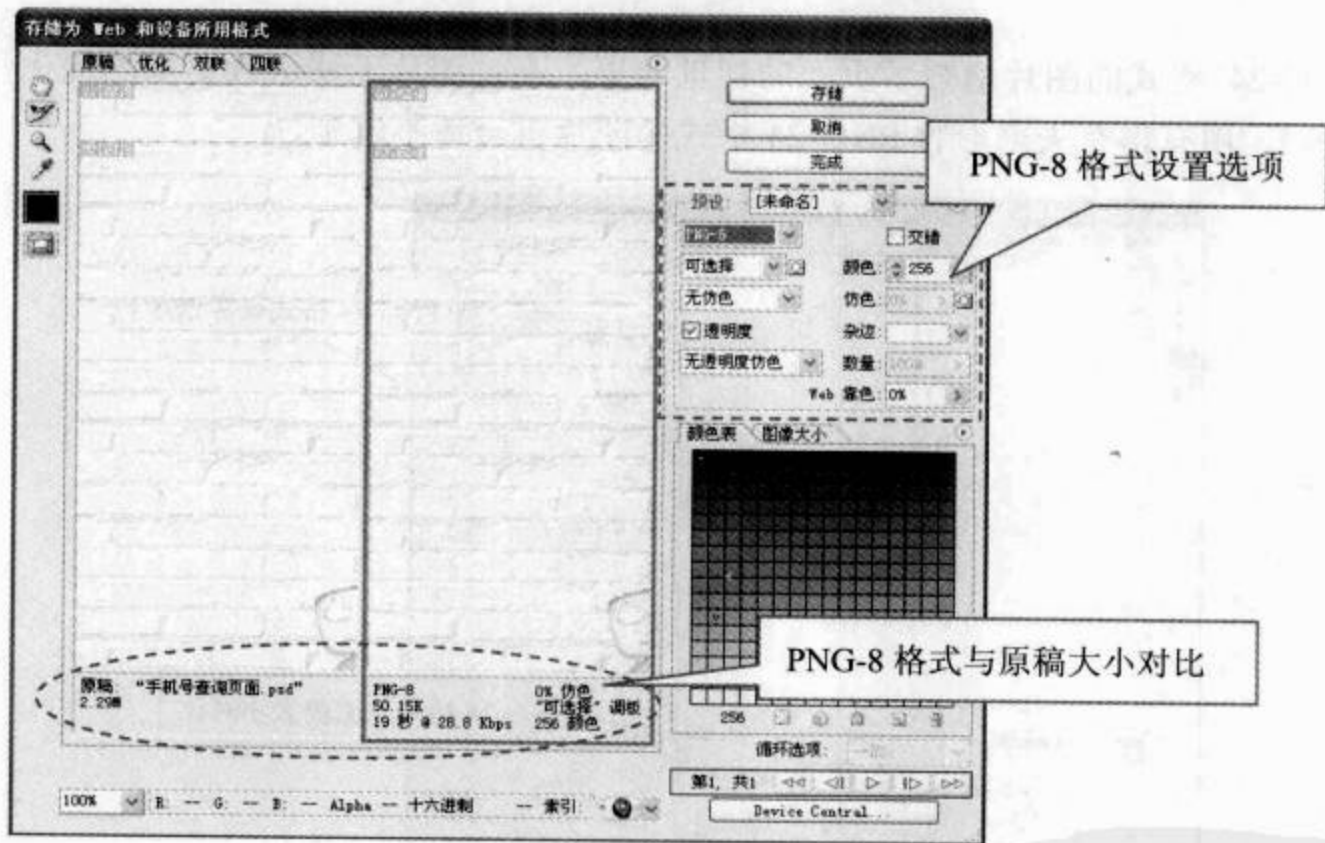 存储为 Web 和设备所用格式
原稿 优化 双联 四联
存储
取消
完成
PNG-8 格式设置选项
预设: [未命名]
PNG-8
交错
可选择
颜色: 256
无仿色
仿色:
透明度
杂边:
无透明度仿色
数量:
Web 靠色: 0%
颜色表 图像大小
PNG-8 格式与原稿大小对比
原稿: "手机号查询页面.psd"
2.29M
PNG-8
50.15K
19 秒 @ 28.8 Kbps
0% 仿色
"可选择" 调板
256 颜色
256
循环选项:
第1, 共1
100% R: -- G: -- B: -- Alpha -- 十六进制 -- 索引: -
Device Central...